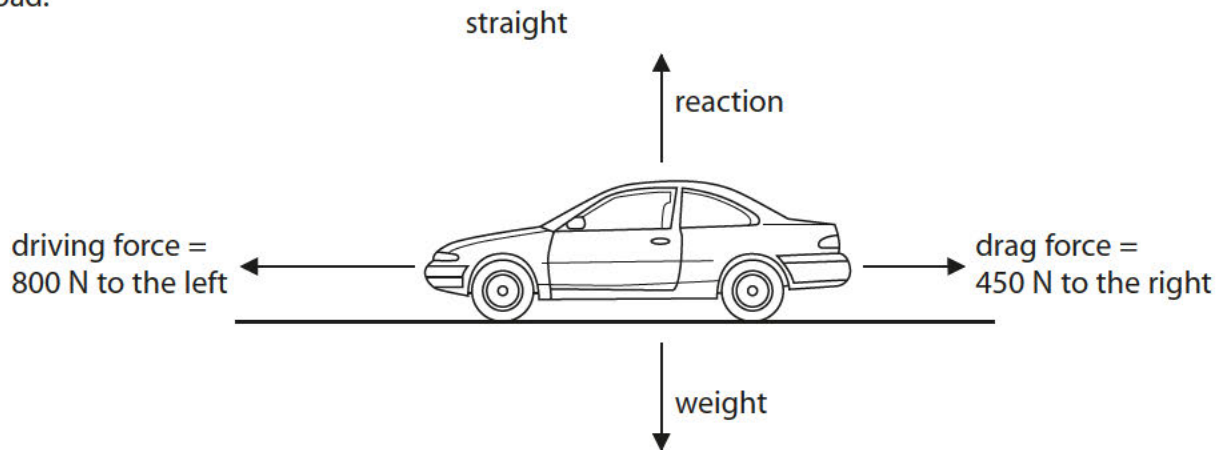 straight
reaction
driving force =
800 N to the left
drag force =
450 N to the right
weight